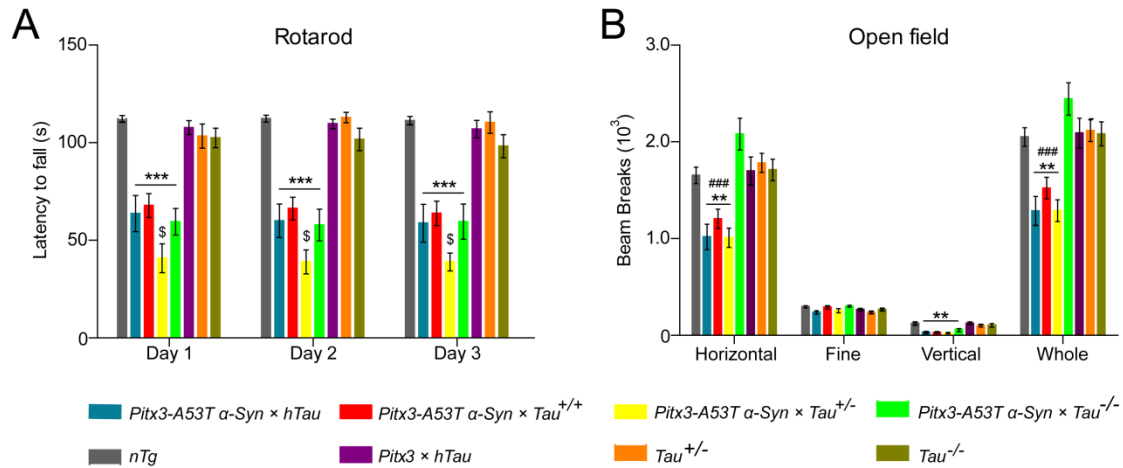 A
Rotarod
Latency to fall (s)
150
100
50
0
***
$
***
$
***
$
Day 1
Day 2
Day 3
B
Open field
Beam Breaks (10³)
3.0
2.0
1.0
0
###
**
**
###
**
Horizontal
Fine
Vertical
Whole
Pitx3-A53T α-Syn × hTau
Pitx3-A53T α-Syn × Tau+/+
Pitx3-A53T α-Syn × Tau+/-
Pitx3-A53T α-Syn × Tau-/-
nTg
Pitx3 × hTau
Tau+/-
Tau-/-